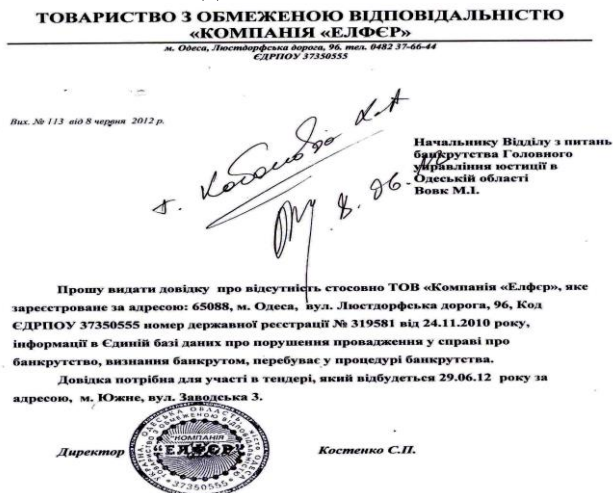 ТОВАРИСТВО З ОБМЕЖЕНОЮ ВІДПОВІДАЛЬНІСТЮ
«КОМПАНІЯ «ЕЛФЄР»
м. Одеса, Люстдорфська дорога, 96. тел. 0482 37-66-44
ЄДРПОУ 37350555
Вих. № 113 від 8 червня 2012 р.
Начальнику Відділу з питань
банкрутства Головного
управління юстиції в
Одеській області
Вовк М.І.
8. 06.
Прошу видати довідку про відсутність стосовно ТОВ «Компанія «Елфєр», яке
зареєстроване за адресою: 65088, м. Одеса, вул. Люстдорфська дорога, 96, Код
ЄДРПОУ 37350555 номер державної реєстрації № 319581 від 24.11.2010 року,
інформації в Єдиній базі даних про порушення провадження у справі про
банкрутство, визнання банкрутом, перебуває у процедурі банкрутства.
Довідка потрібна для участі в тендері, який відбудеться 29.06.12 року за
адресою, м. Южне, вул. Заводська 3.
Директор
КОМПАНІЯ
"ЕЛФЄР"
37350555
Костенко С.П.